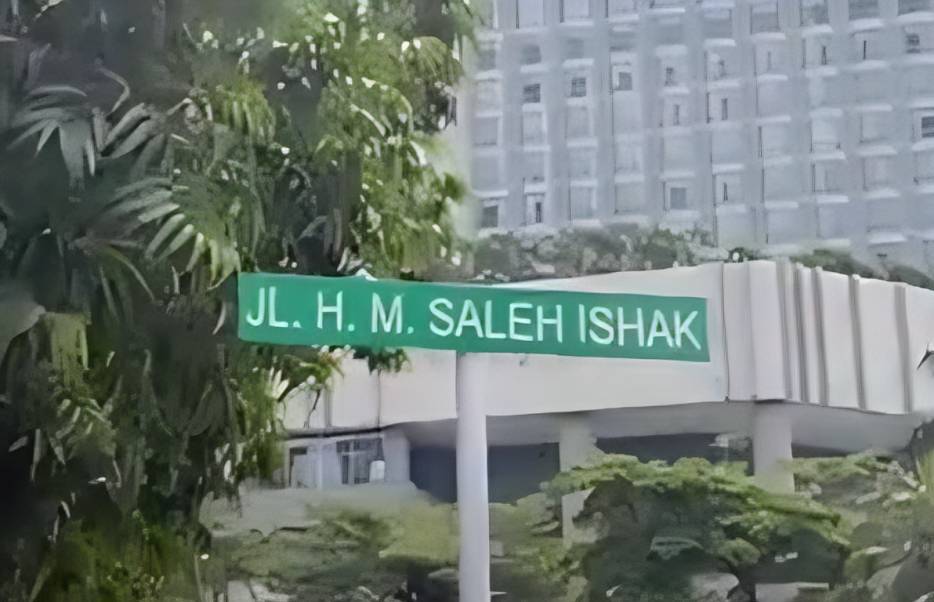 JL. H. M. SALEH ISHAK